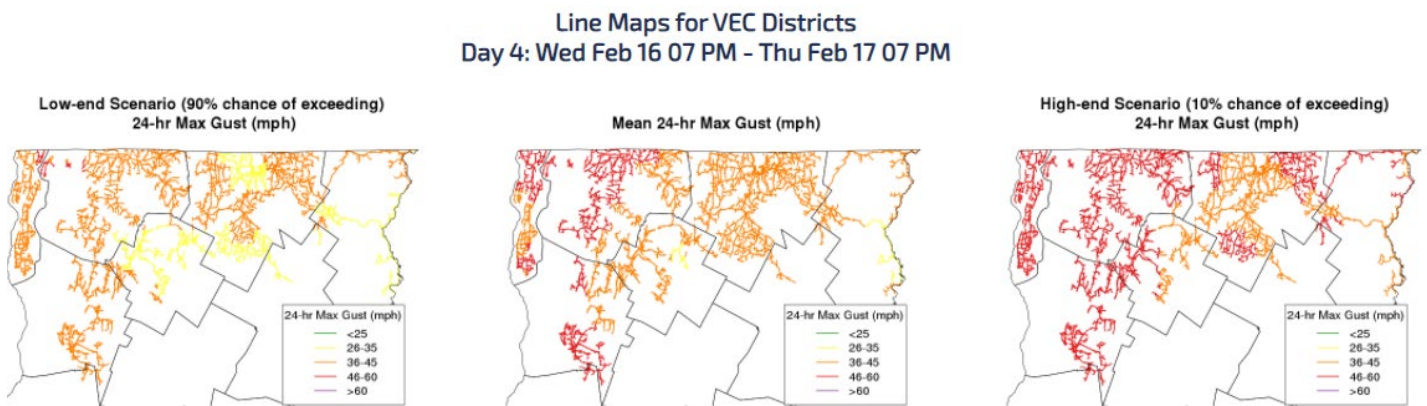 Line Maps for VEC Districts
Day 4: Wed Feb 16 07 PM - Thu Feb 17 07 PM
Low-end Scenario (90% chance of exceeding)
24-hr Max Gust (mph)
24-hr Max Gust (mph)
<25
26-35
36-45
46-60
>60
Mean 24-hr Max Gust (mph)
24-hr Max Gust (mph)
<25
26-35
36-45
46-60
>60
High-end Scenario (10% chance of exceeding)
24-hr Max Gust (mph)
24-hr Max Gust (mph)
<25
26-35
36-45
46-60
>60